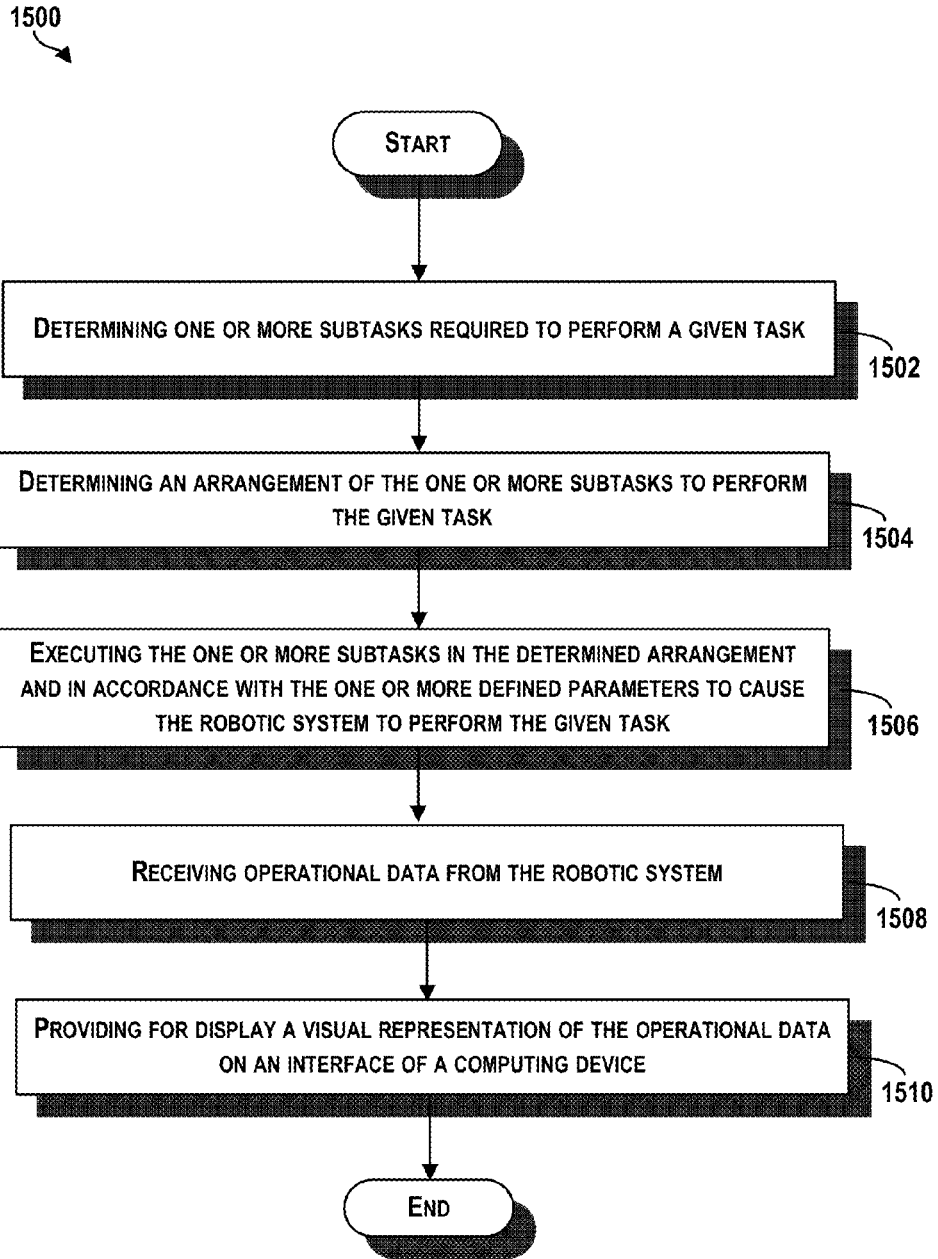 1500
START
DETERMINING ONE OR MORE SUBTASKS REQUIRED TO PERFORM A GIVEN TASK
1502
DETERMINING AN ARRANGEMENT OF THE ONE OR MORE SUBTASKS TO PERFORM
THE GIVEN TASK
1504
EXECUTING THE ONE OR MORE SUBTASKS IN THE DETERMINED ARRANGEMENT
AND IN ACCORDANCE WITH THE ONE OR MORE DEFINED PARAMETERS TO CAUSE
THE ROBOTIC SYSTEM TO PERFORM THE GIVEN TASK
1506
RECEIVING OPERATIONAL DATA FROM THE ROBOTIC SYSTEM
1508
PROVIDING FOR DISPLAY A VISUAL REPRESENTATION OF THE OPERATIONAL DATA
ON AN INTERFACE OF A COMPUTING DEVICE
1510
END